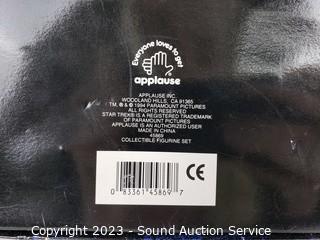 Everyone loves to get
applause
APPLAUSE INC.
WOODLAND HILLS, CA 91365
TM, ® & © 1994 PARAMOUNT PICTURES
ALL RIGHTS RESERVED
STAR TREK® IS A REGISTERED TRADEMARK
OF PARAMOUNT PICTURES
APPLAUSE IS AN AUTHORIZED USER
MADE IN CHINA
45869
COLLECTIBLE FIGURINE SET
CE
0 83361 45869 7
Copyright 2023 - Sound Auction Service